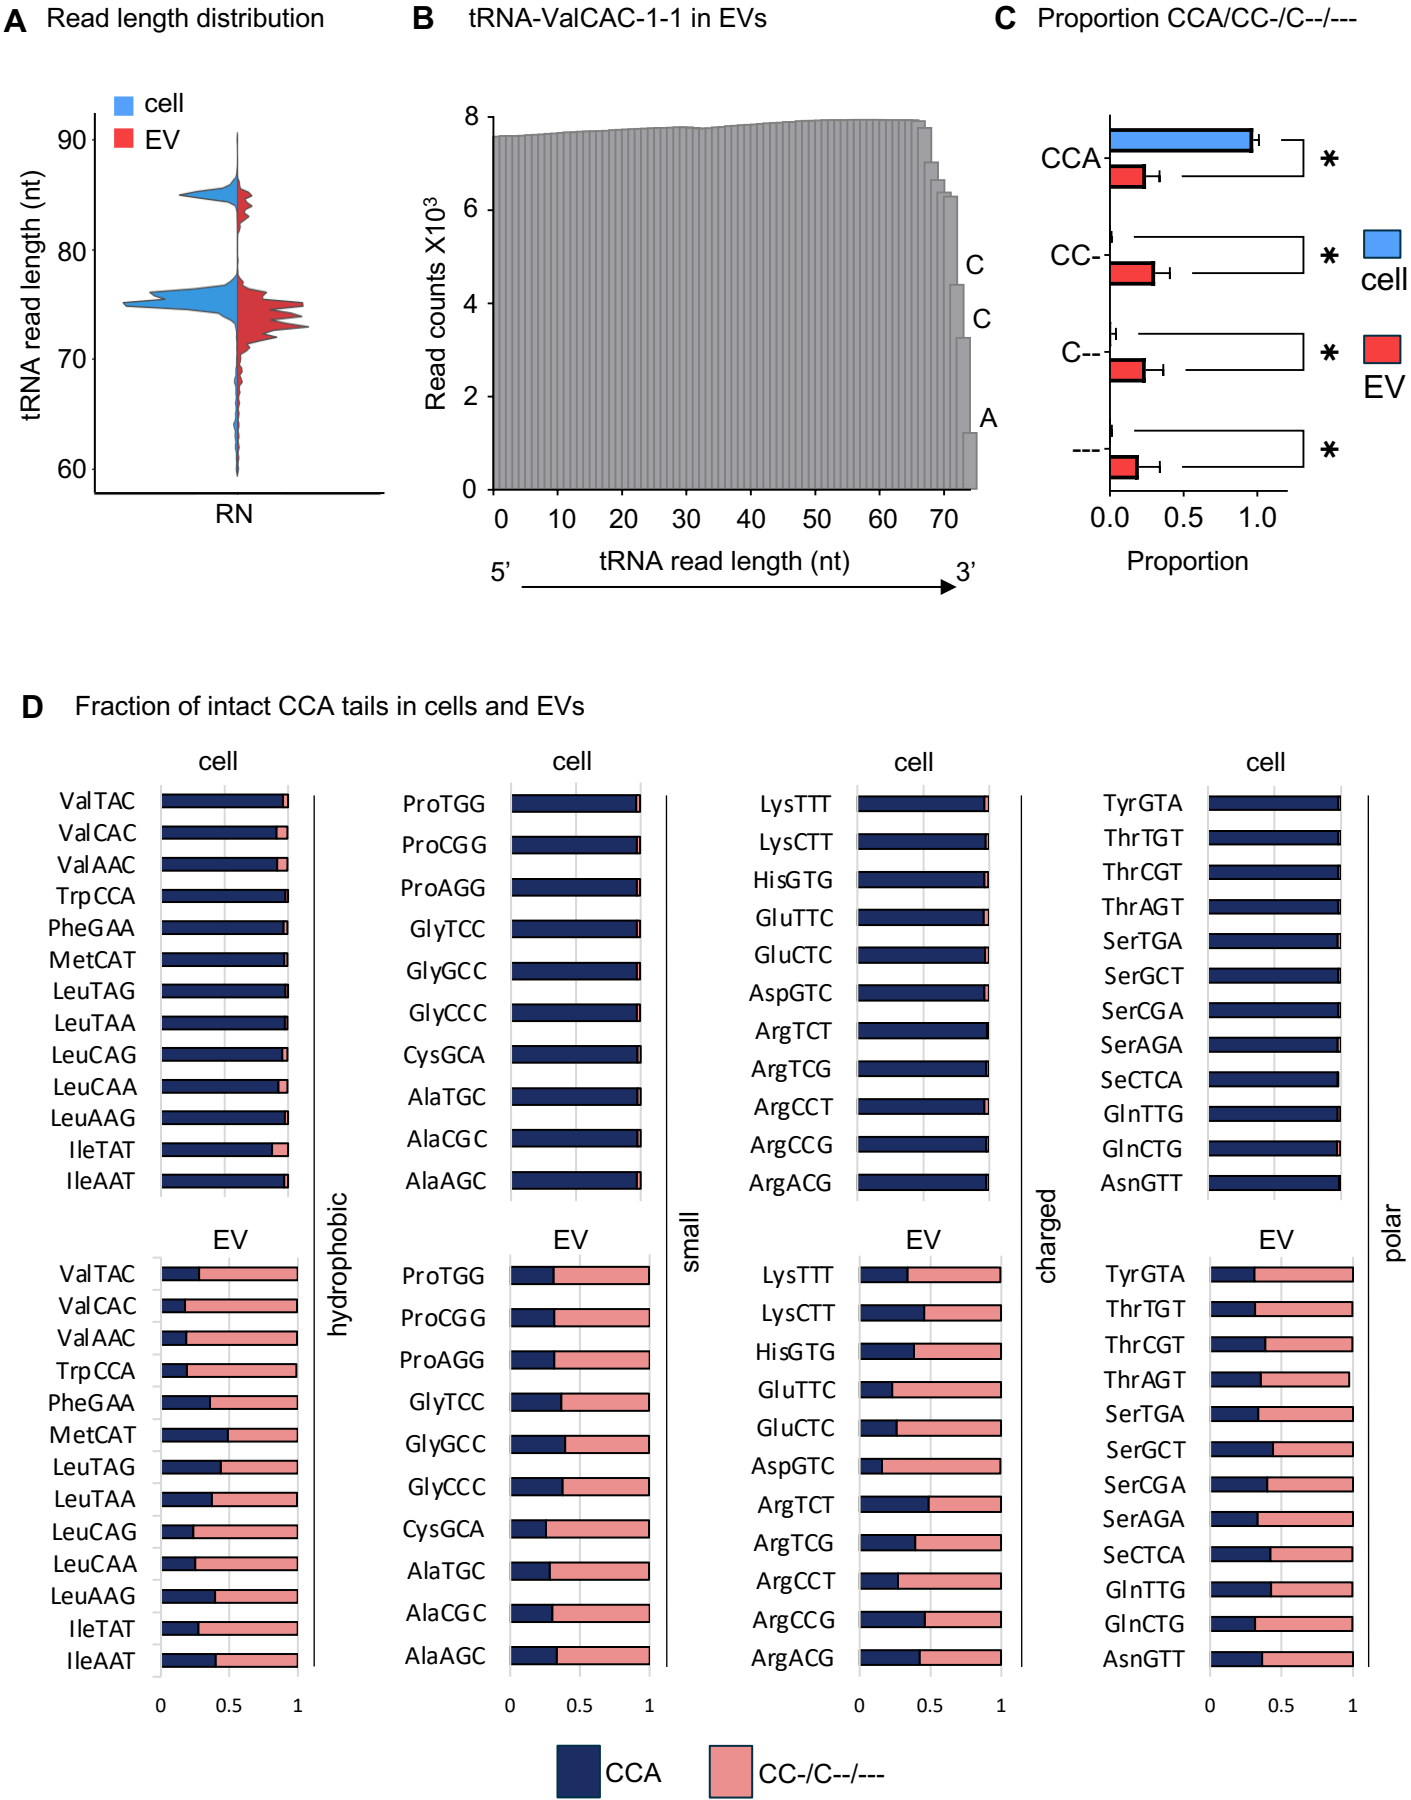 A Read length distribution
cell
EV
tRNA read length (nt)
90
80
70
60
RN
B tRNA-ValCAC-1-1 in EVs
Read counts X10³
8
6
4
2
0
C
C
A
0 10 20 30 40 50 60 70
tRNA read length (nt)
5’ 3’
C Proportion CCA/CC-/C--/---
CCA
*
CC-
*
C--
*
---
*
cell
EV
0.0 0.5 1.0
Proportion
D Fraction of intact CCA tails in cells and EVs
cell
ValTAC
ValCAC
ValAAC
TrpCCA
PheGAA
MetCAT
LeuTAG
LeuTAA
LeuCAG
LeuCAA
LeuAAG
IleTAT
IleAAT
EV
ValTAC
ValCAC
ValAAC
TrpCCA
PheGAA
MetCAT
LeuTAG
LeuTAA
LeuCAG
LeuCAA
LeuAAG
IleTAT
IleAAT
0 0.5 1
hydrophobic
cell
ProTGG
ProCGG
ProAGG
GlyTCC
GlyGCC
GlyCCC
CysGCA
AlaTGC
AlaCGC
AlaAGC
EV
ProTGG
ProCGG
ProAGG
GlyTCC
GlyGCC
GlyCCC
CysGCA
AlaTGC
AlaCGC
AlaAGC
0 0.5 1
small
cell
LysTTT
LysCTT
HisGTG
GluTTC
GluCTC
AspGTC
ArgTCT
ArgTCG
ArgCCT
ArgCCG
ArgACG
EV
LysTTT
LysCTT
HisGTG
GluTTC
GluCTC
AspGTC
ArgTCT
ArgTCG
ArgCCT
ArgCCG
ArgACG
0 0.5 1
charged
cell
TyrGTA
ThrTGT
ThrCGT
ThrAGT
SerTGA
SerGCT
SerCGA
SerAGA
SeCTCA
GlnTTG
GlnCTG
AsnGTT
EV
TyrGTA
ThrTGT
ThrCGT
ThrAGT
SerTGA
SerGCT
SerCGA
SerAGA
SeCTCA
GlnTTG
GlnCTG
AsnGTT
0 0.5 1
polar
CCA CC-/C--/---